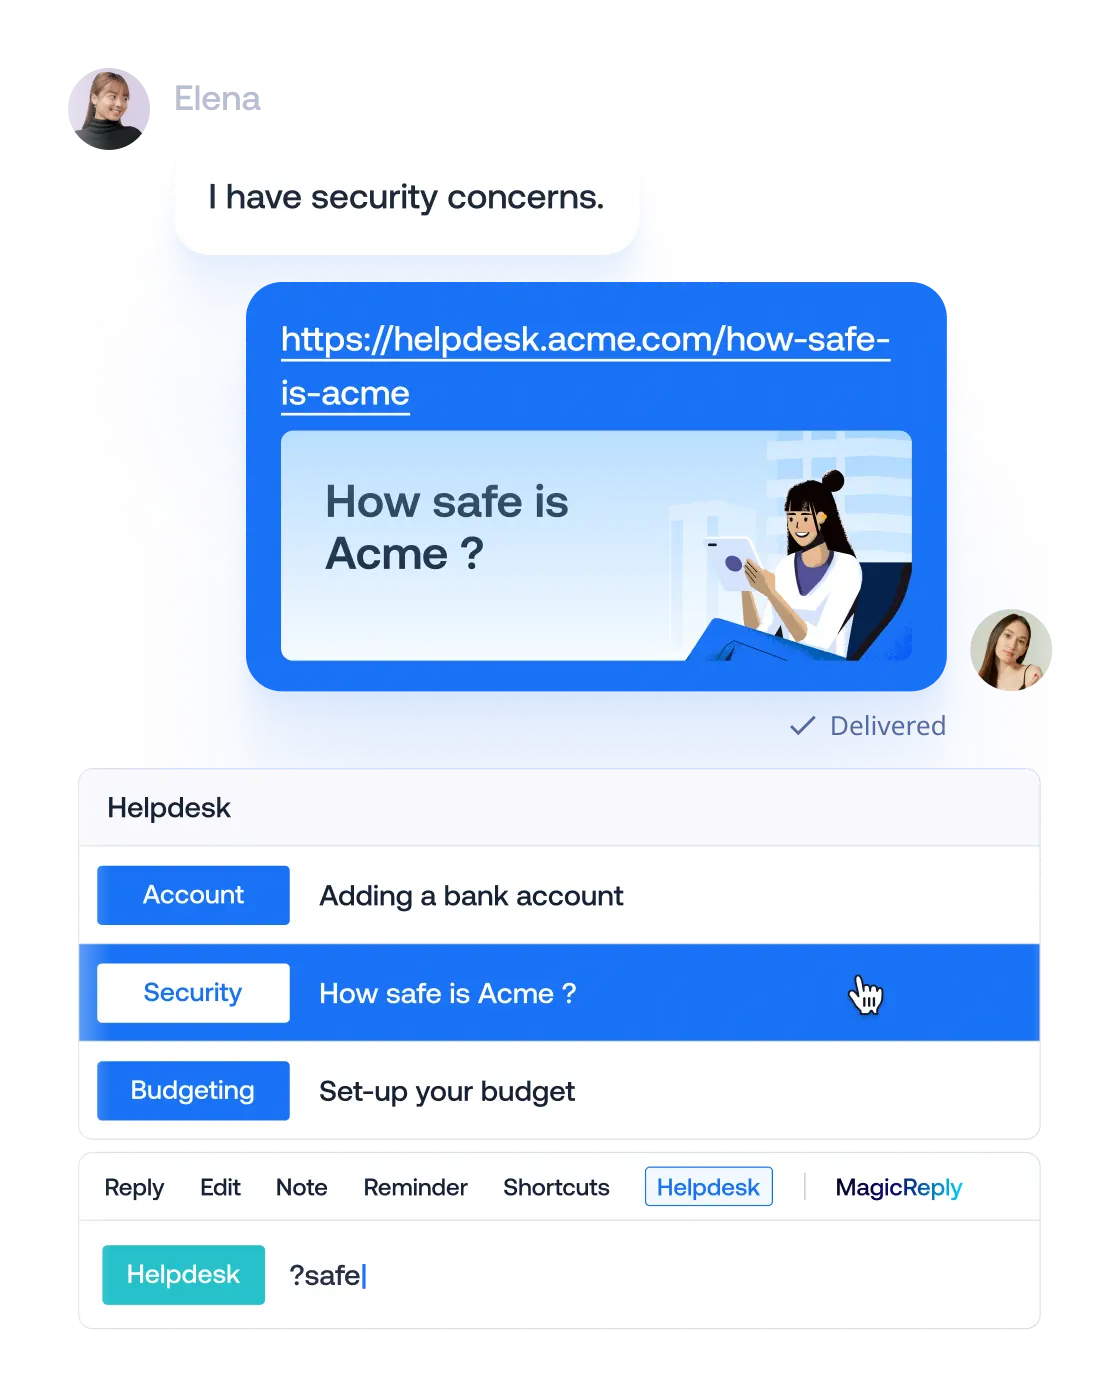 Elena
I have security concerns.
https://helpdesk.acme.com/how-safe-
is-acme
How safe is
Acme ?
Delivered
Helpdesk
Account Adding a bank account
Security How safe is Acme ?
Budgeting Set-up your budget
Reply Edit Note Reminder Shortcuts Helpdesk MagicReply
Helpdesk ?safe